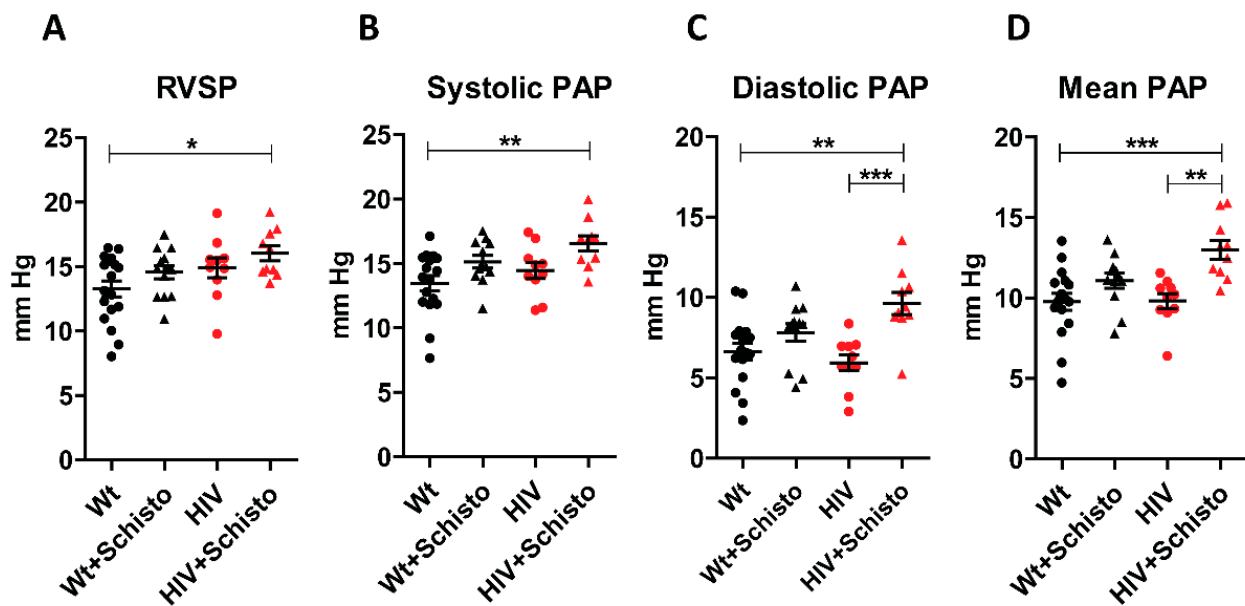 A
B
C
D
RVSP
Systolic PAP
Diastolic PAP
Mean PAP
mm Hg
25
20
15
10
5
0
*
Wt
Wt+Schisto
HIV
HIV+Schisto
mm Hg
25
20
15
10
5
0
**
Wt
Wt+Schisto
HIV
HIV+Schisto
mm Hg
20
15
10
5
0
**
***
Wt
Wt+Schisto
HIV
HIV+Schisto
mm Hg
20
15
10
5
0
***
**
Wt
Wt+Schisto
HIV
HIV+Schisto